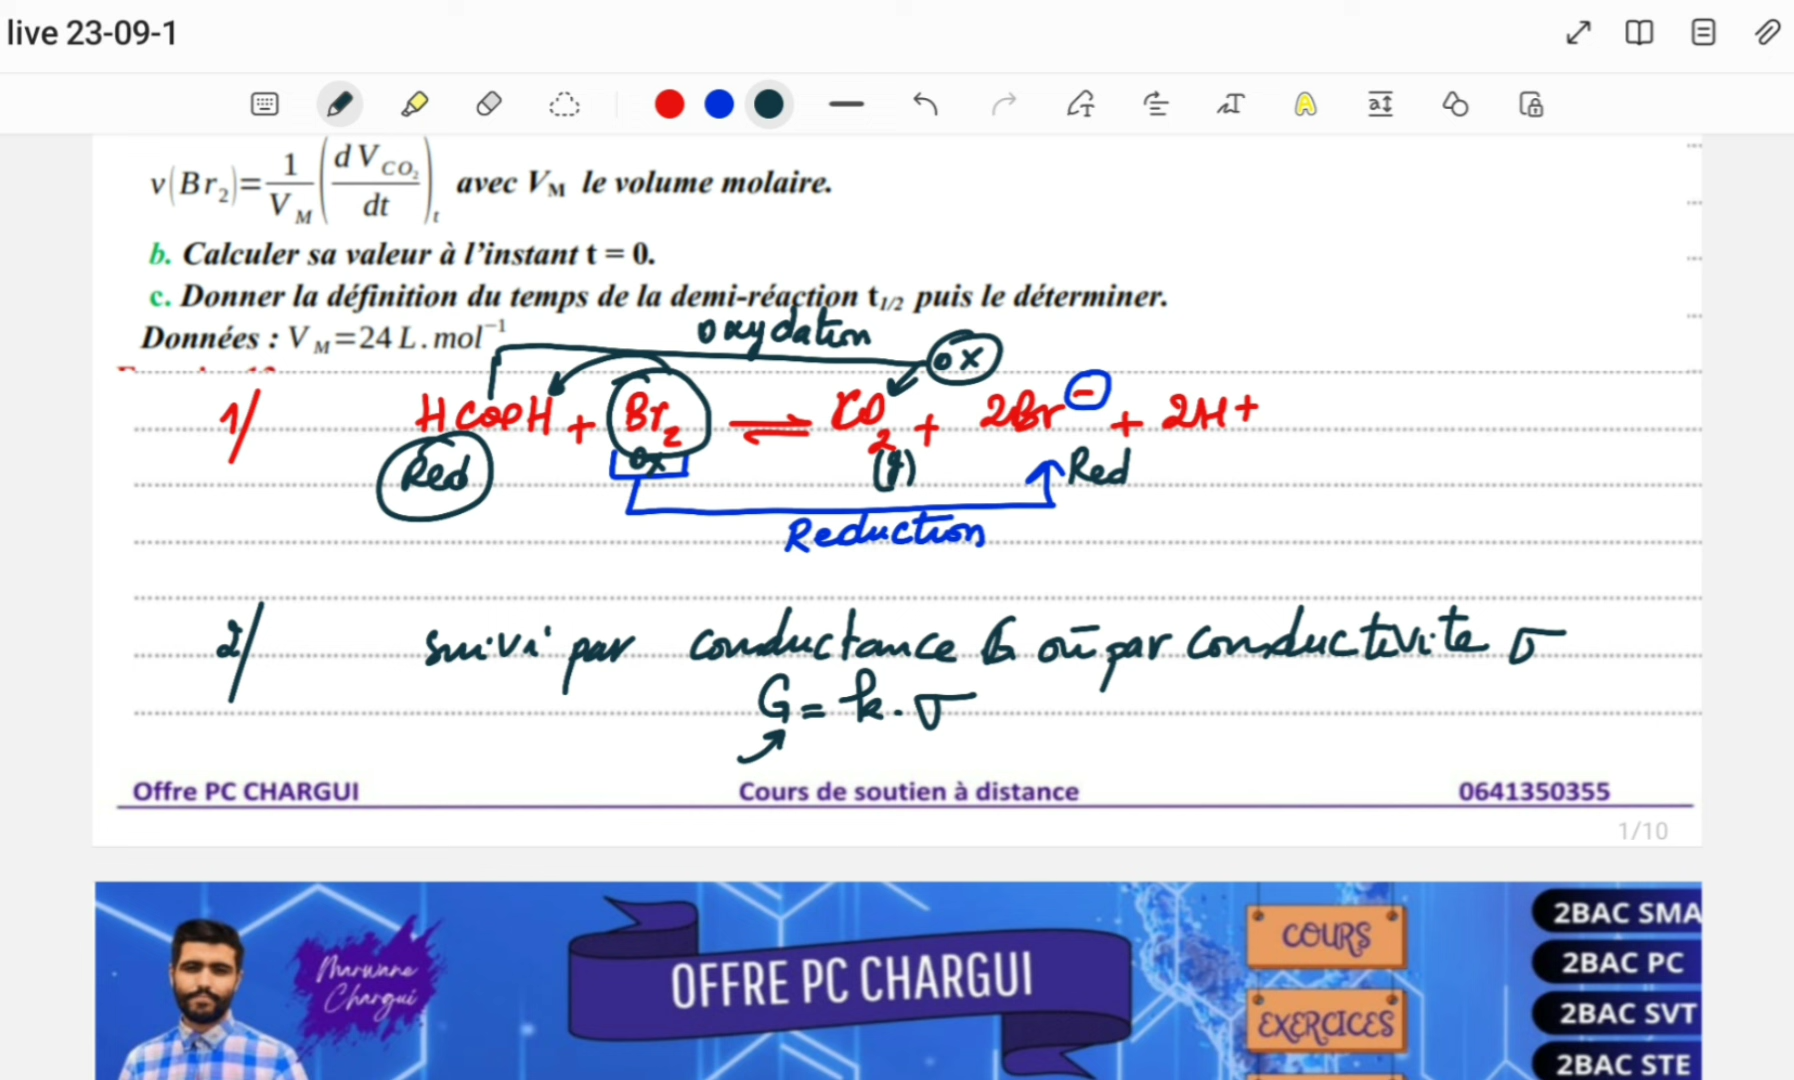 live 23-09-1
v(Br₂)=1/V_M (dV_CO₂/dt)_t avec V_M le volume molaire.
b. Calculer sa valeur à l'instant t = 0.
c. Donner la définition du temps de la demi-réaction t1/2 puis le déterminer.
Données : V_M=24 L.mol⁻¹
oxydation
ox
1/ HCOOH + Br₂ ⇌ CO₂ + 2Br⁻ + 2H+
Red ox (g) Red
Reduction
2/ suivi par conductance G ou par conductivite σ
G = k.σ
Offre PC CHARGUI Cours de soutien à distance 0641350355
1/10
Marwane
Chargui
OFFRE PC CHARGUI
COURS
EXERCICES
2BAC SMA
2BAC PC
2BAC SVT
2BAC STE